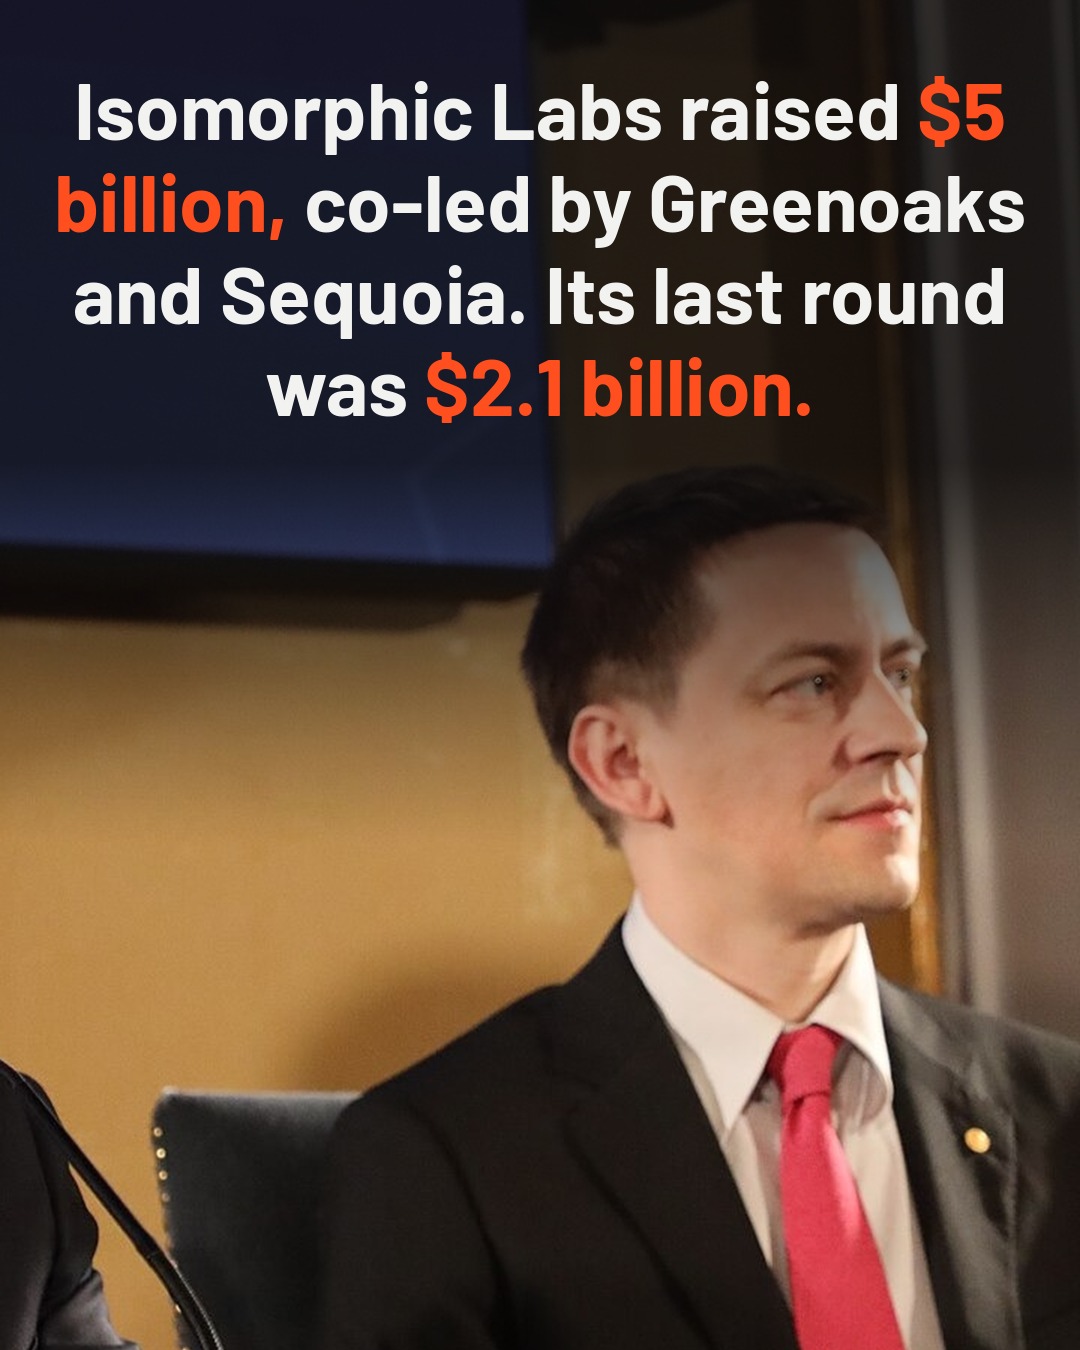 Isomorphic Labs raised $5
billion, co-led by Greenoaks
and Sequoia. Its last round
was $2.1 billion.